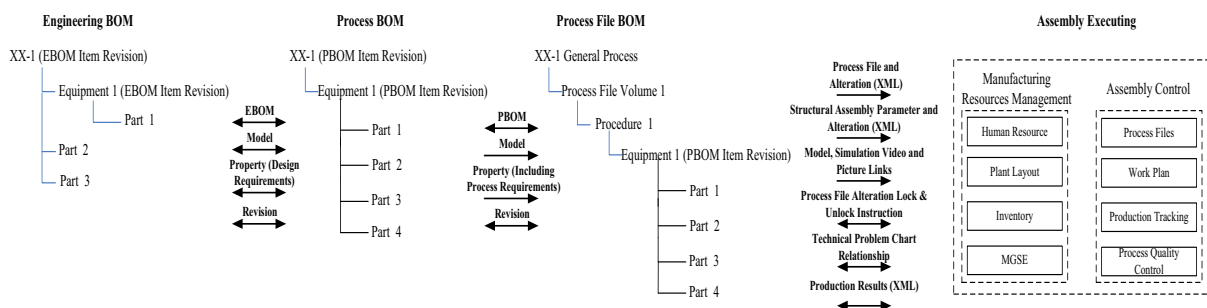 Engineering BOM
XX-1 (EBOM Item Revision)
Equipment 1 (EBOM Item Revision)
Part 1
Part 2
Part 3
EBOM
Model
Property (Design
Requirements)
Revision
Process BOM
XX-1 (PBOM Item Revision)
Equipment 1 (PBOM Item Revision)
Part 1
Part 2
Part 3
Part 4
PBOM
Model
Property (Including
Process Requirements)
Revision
Process File BOM
XX-1 General Process
Process File Volume 1
Procedure 1
Equipment 1 (PBOM Item Revision)
Part 1
Part 2
Part 3
Part 4
Process File and
Alteration (XML)
Structural Assembly Parameter and
Alteration (XML)
Model, Simulation Video and
Picture Links
Process File Alteration Lock &
Unlock Instruction
Technical Problem Chart
Relationship
Production Results (XML)
Assembly Executing
Manufacturing
Resources Management
Human Resource
Plant Layout
Inventory
MGSE
Assembly Control
Process Files
Work Plan
Production Tracking
Process Quality
Control